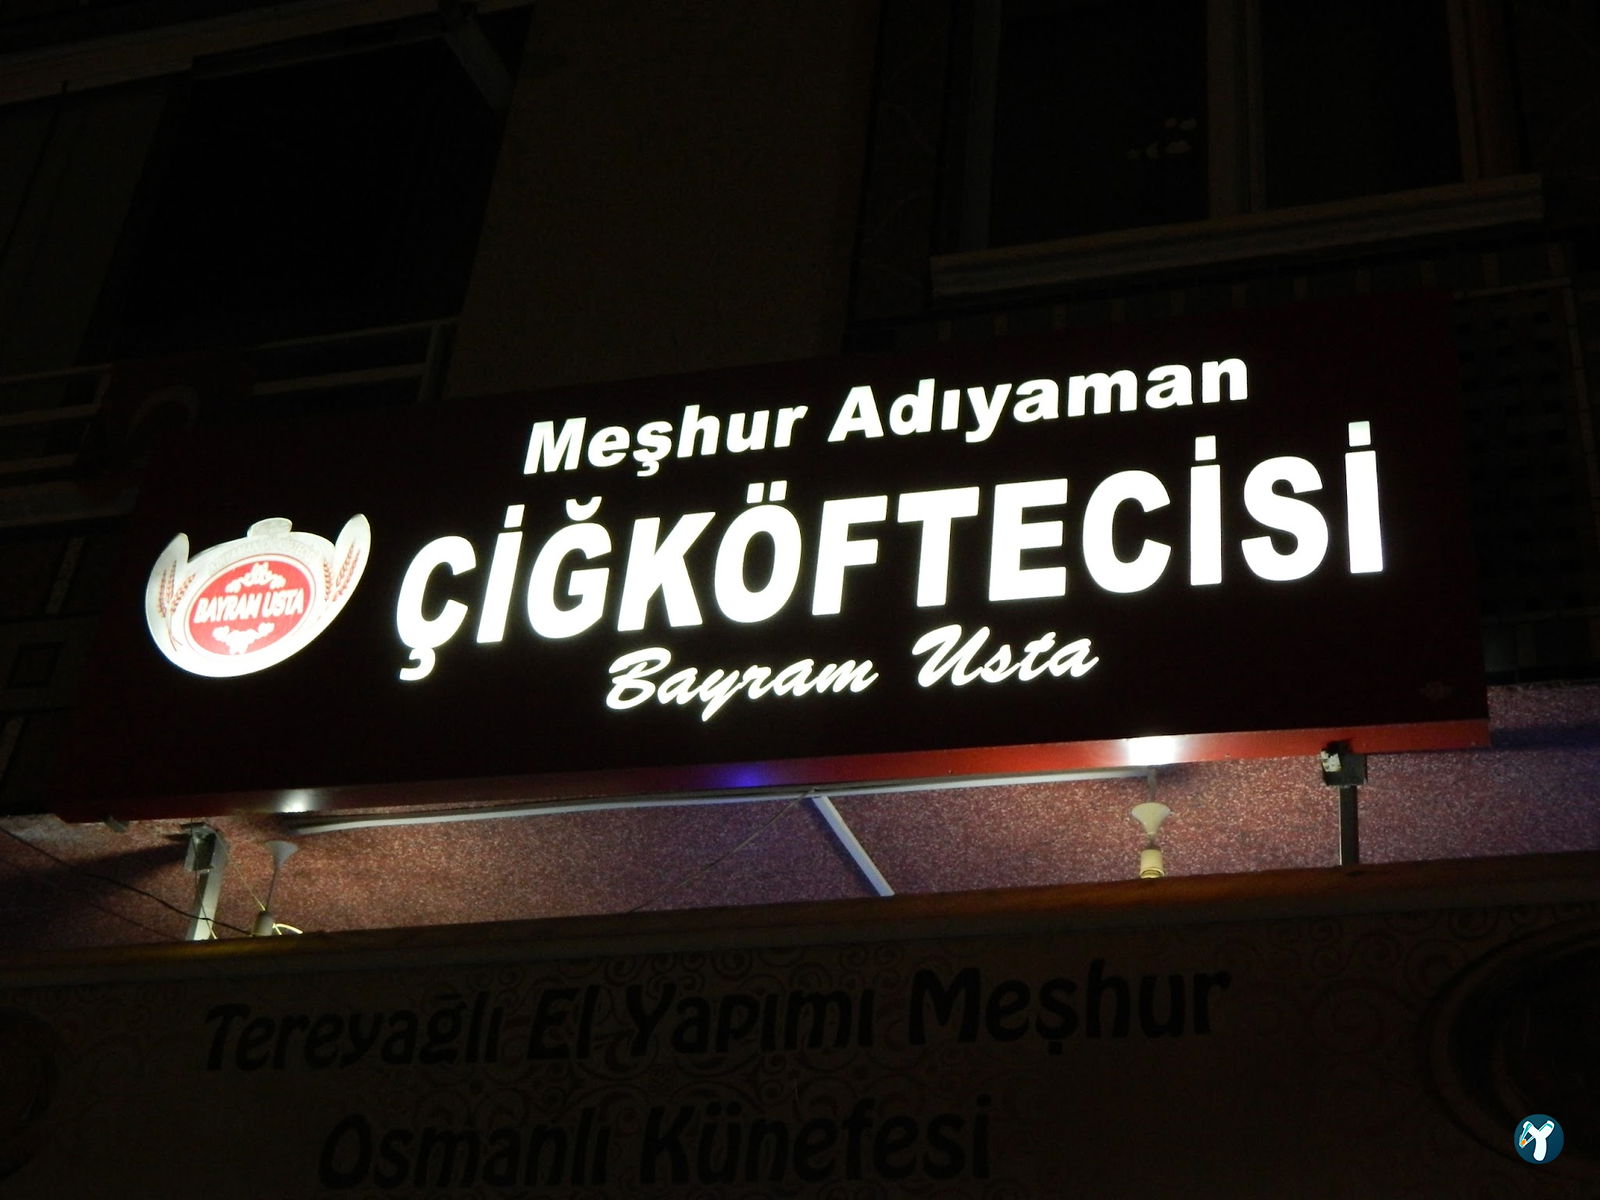 Meşhur Adıyaman
ÇİĞKÖFTECİSİ
Bayram Usta
BAYRAM USTA
Tereyağlı El Yapımı Meşhur
Osmanlı Künefesi